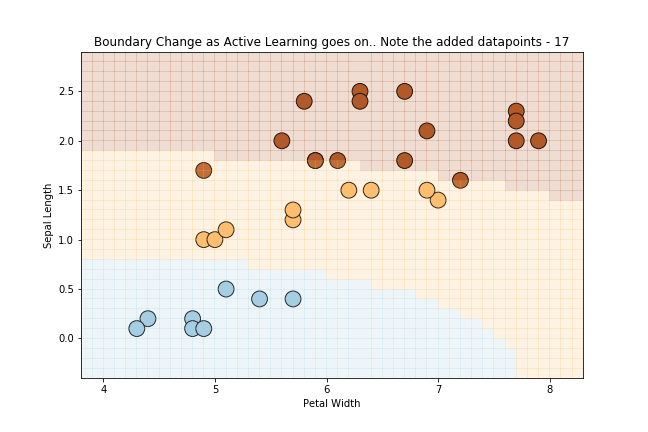 Boundary Change as Active Learning goes on.. Note the added datapoints - 17
Sepal Length
2.5
2.0
1.5
1.0
0.5
0.0
4 5 6 7 8
Petal Width